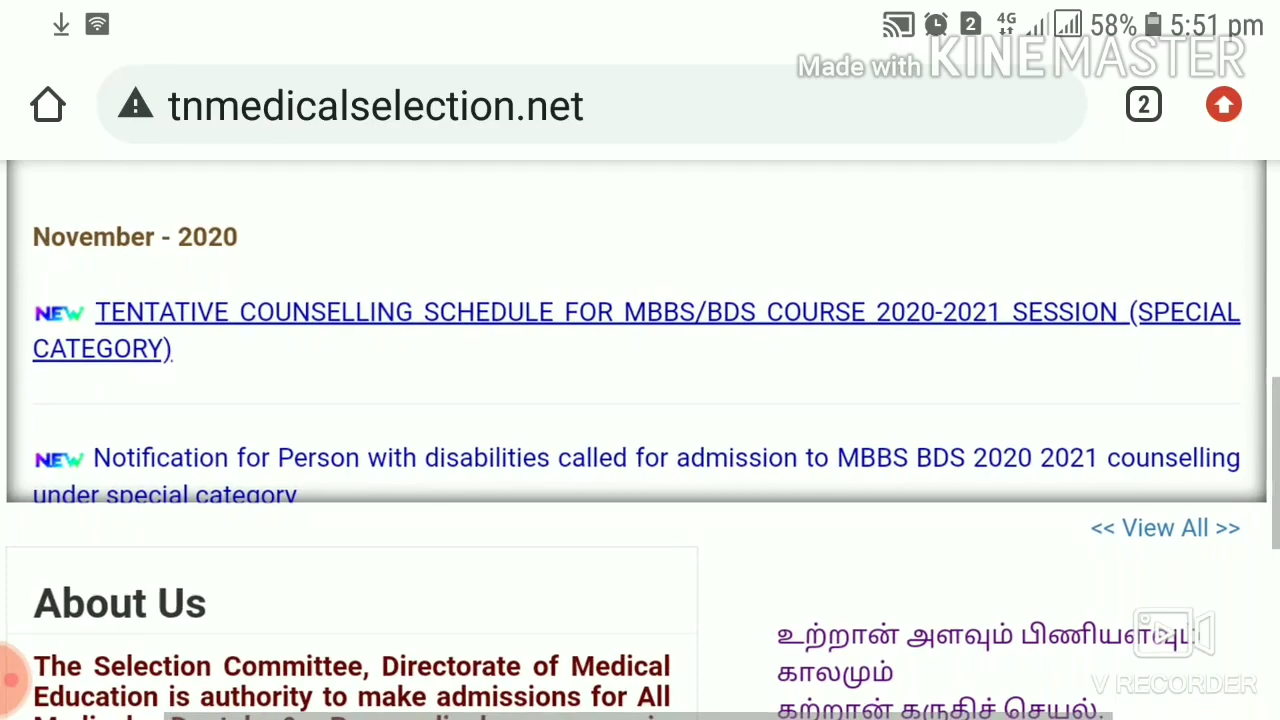 2 4G 58% 5:51 pm
Made with KINEMASTER
tnmedicalselection.net 2
November - 2020
NEW TENTATIVE COUNSELLING SCHEDULE FOR MBBS/BDS COURSE 2020-2021 SESSION (SPECIAL
CATEGORY)
NEW Notification for Person with disabilities called for admission to MBBS BDS 2020 2021 counselling
under special category
<< View All >>
About Us
The Selection Committee, Directorate of Medical
Education is authority to make admissions for All
உற்றான் அளவும் பிணியளவும்
காலமும்
கற்றான் கருதிச் செயல்.
V RECORDER